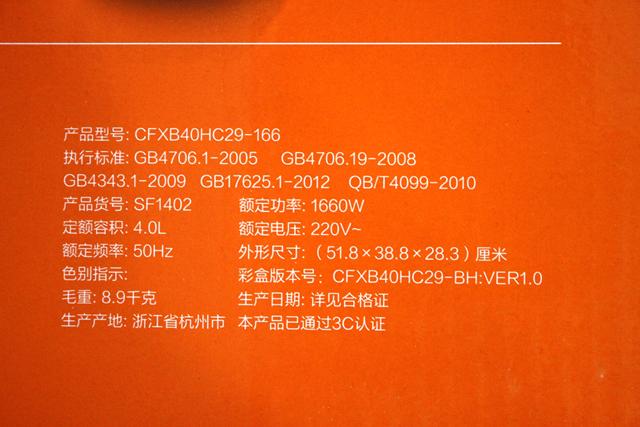 产品型号: CFXB40HC29-166
执行标准: GB4706.1-2005 GB4706.19-2008
GB4343.1-2009 GB17625.1-2012 QB/T4099-2010
产品货号: SF1402 额定功率: 1660W
定额容积: 4.0L 额定电压: 220V~
额定频率: 50Hz 外形尺寸:（51.8×38.8×28.3）厘米
色别指示: 彩盒版本号: CFXB40HC29-BH:VER1.0
毛重: 8.9千克 生产日期: 详见合格证
生产产地: 浙江省杭州市 本产品已通过3C认证